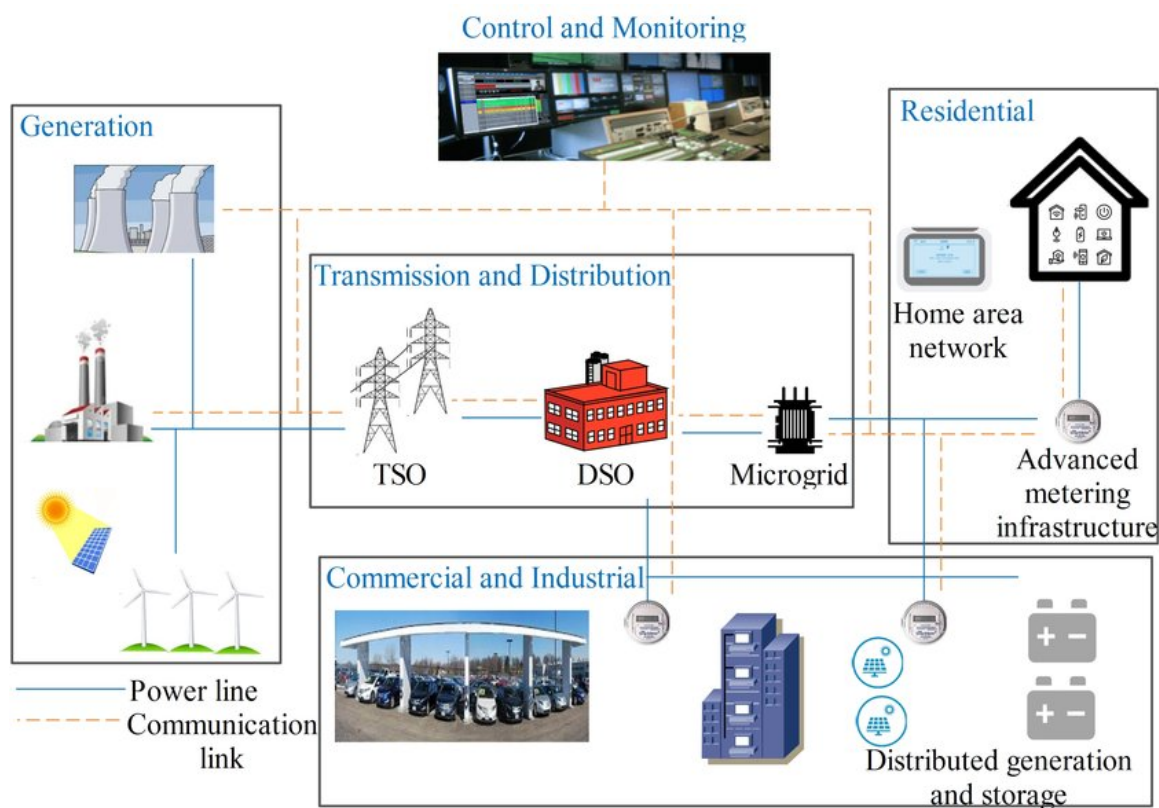 Control and Monitoring
Generation
Residential
Transmission and Distribution
Home area
network
TSO
DSO
Microgrid
Advanced
metering
infrastructure
Commercial and Industrial
Power line
Communication
link
Distributed generation
and storage